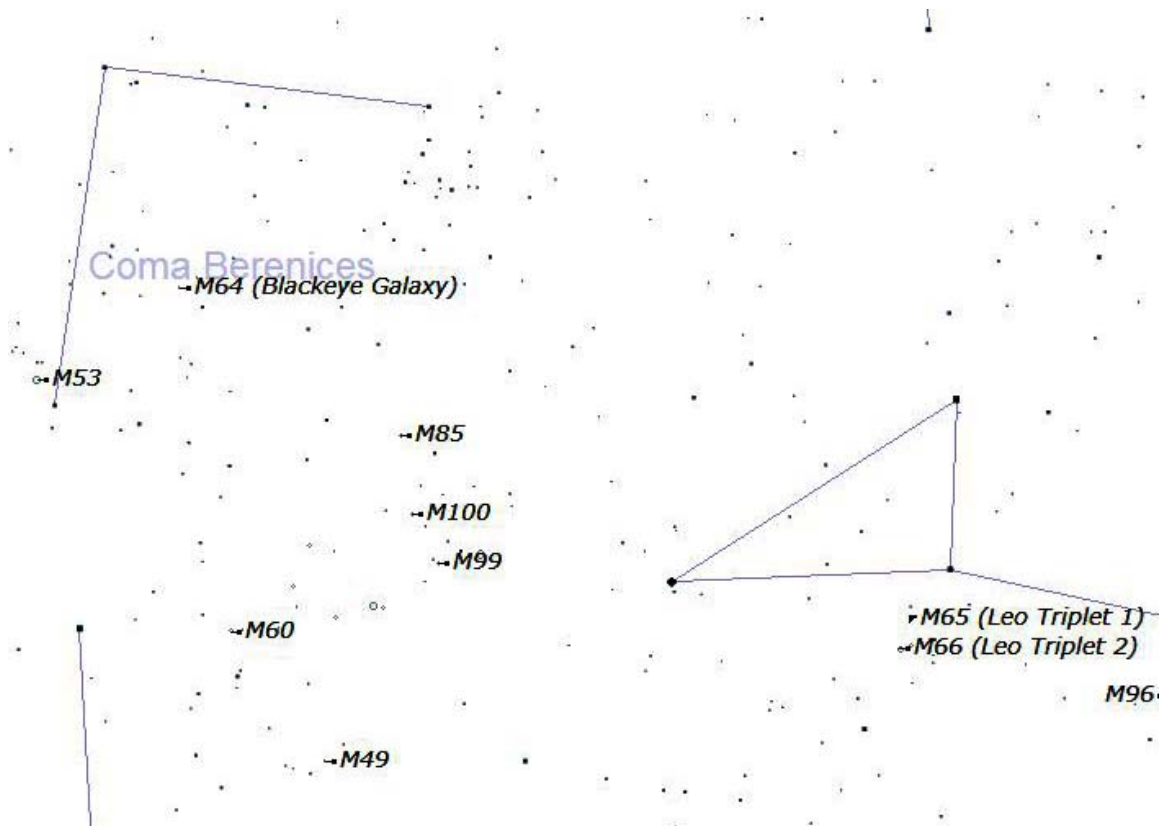 Coma Berenices
M64 (Blackeye Galaxy)
M53
M85
M100
M99
M60
M65 (Leo Triplet 1)
M66 (Leo Triplet 2)
M96
M49